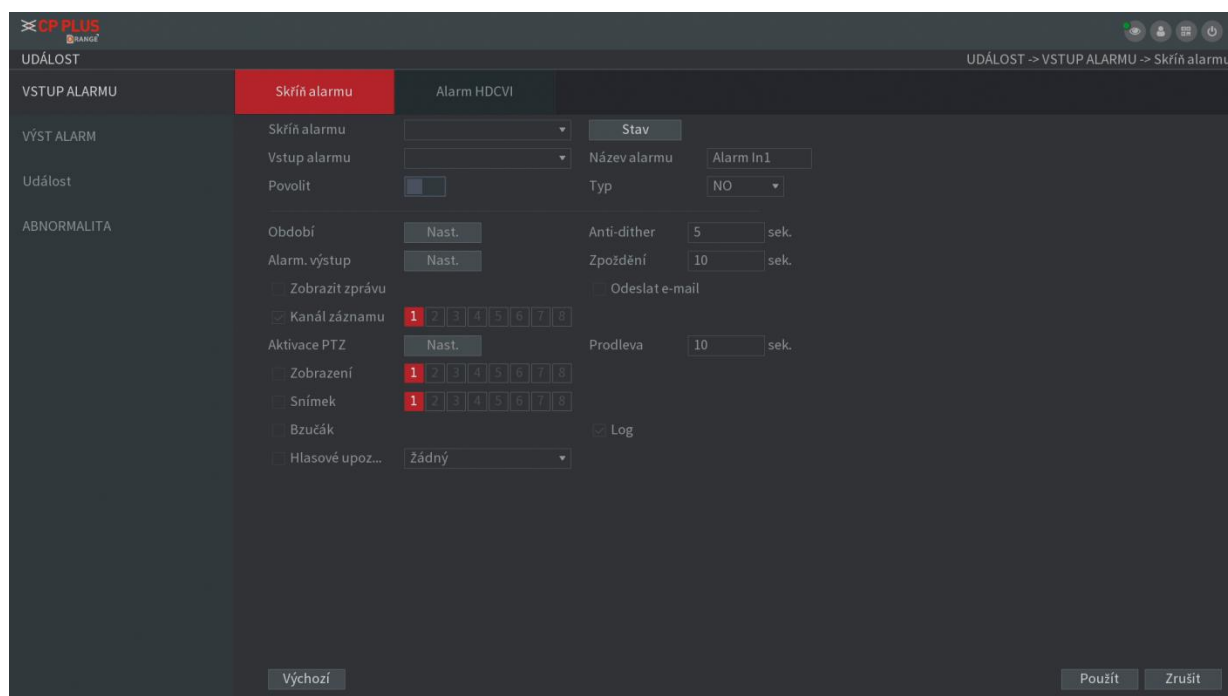 CP PLUS
ORANGE
UDÁLOST UDÁLOST -> VSTUP ALARMU -> Skříň alarmu
VSTUP ALARMU Skříň alarmu Alarm HDCVI
VÝST ALARM
Událost
ABNORMALITA
Skříň alarmu Stav
Vstup alarmu Název alarmu Alarm In1
Povolit Typ NO
Období Nast. Anti-dither 5 sek.
Alarm. výstup Nast. Zpoždění 10 sek.
Zobrazit zprávu Odeslat e-mail
Kanál záznamu 1 2 3 4 5 6 7 8
Aktivace PTZ Nast. Prodleva 10 sek.
Zobrazení 1 2 3 4 5 6 7 8
Snímek 1 2 3 4 5 6 7 8
Bzučák Log
Hlasové upoz... žádný
Výchozí Použít Zrušit